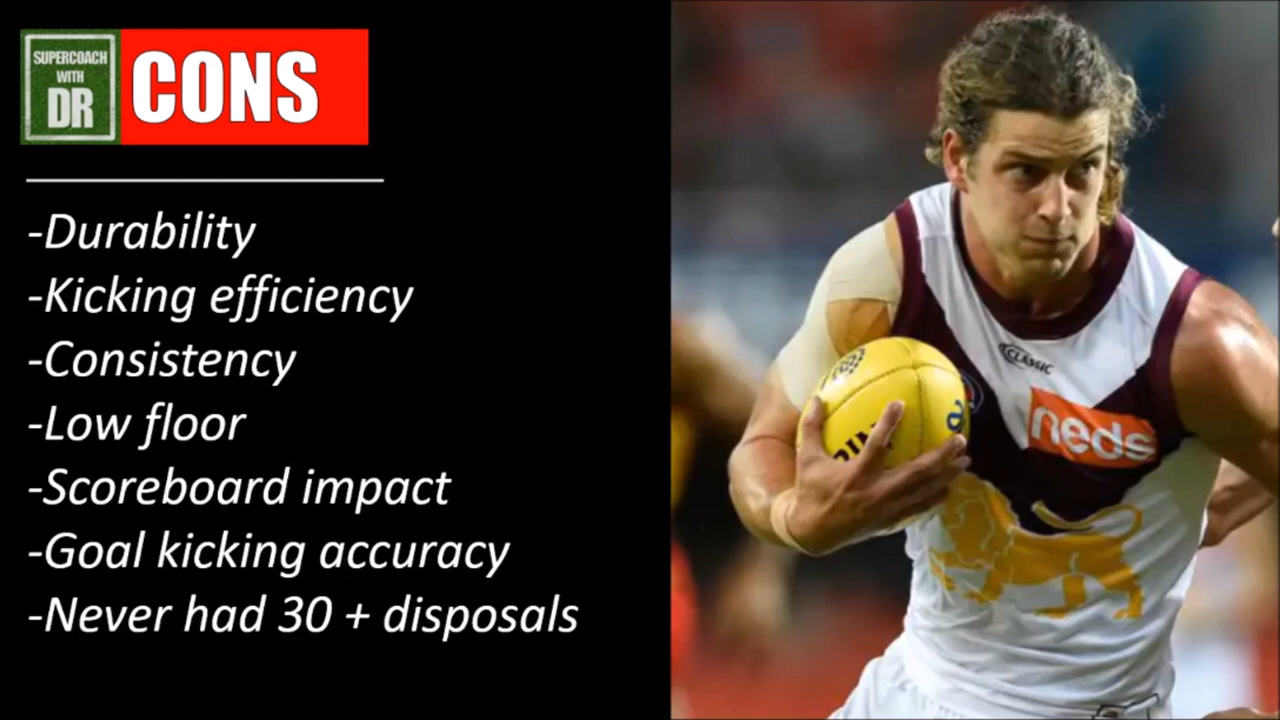 SUPERCOACH
WITH
DR
CONS
-Durability
-Kicking efficiency
-Consistency
-Low floor
-Scoreboard impact
-Goal kicking accuracy
-Never had 30 + disposals
CLASSIC
neds